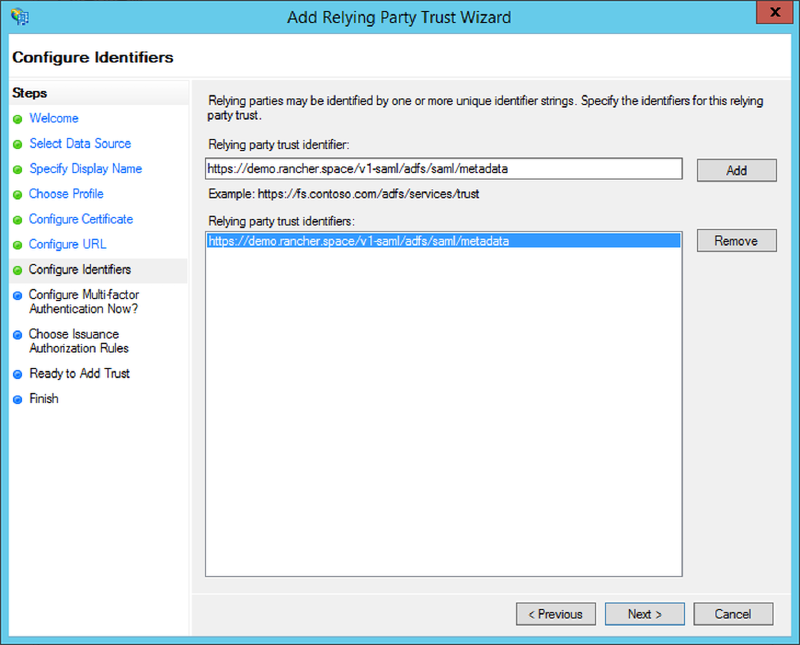 Add Relying Party Trust Wizard
Configure Identifiers
Steps
Welcome
Select Data Source
Specify Display Name
Choose Profile
Configure Certificate
Configure URL
Configure Identifiers
Configure Multi-factor
Authentication Now?
Choose Issuance
Authorization Rules
Ready to Add Trust
Finish
Relying parties may be identified by one or more unique identifier strings. Specify the identifiers for this relying
party trust.
Relying party trust identifier:
https://demo.rancher.space/v1-saml/adfs/saml/metadata
Add
Example: https://fs.contoso.com/adfs/services/trust
Relying party trust identifiers:
https://demo.rancher.space/v1-saml/adfs/saml/metadata
Remove
< Previous
Next >
Cancel